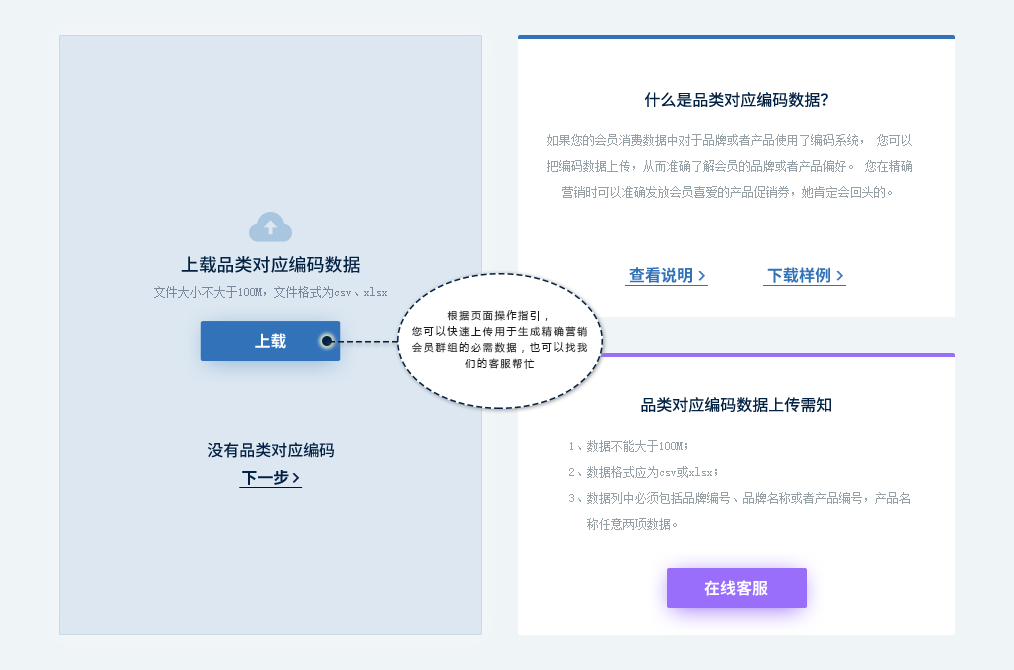 上载品类对应编码数据
文件大小不大于100M，文件格式为csv、xlsx
上载
没有品类对应编码
下一步
根据页面操作指引，
您可以快速上传用于生成精确营销
会员群组的必需数据，也可以找我
们的客服帮忙
什么是品类对应编码数据?
如果您的会员消费数据中对于品牌或者产品使用了编码系统， 您可以
把编码数据上传，从而准确了解会员的品牌或者产品偏好。 您在精确
营销时可以准确发放会员喜爱的产品促销券，她肯定会回头的。
查看说明
下载样例
品类对应编码数据上传需知
1、数据不能大于100M；
2、数据格式应为csv或xlsx；
3、数据列中必须包括品牌编号、品牌名称或者产品编号，产品名
称任意两项数据。
在线客服